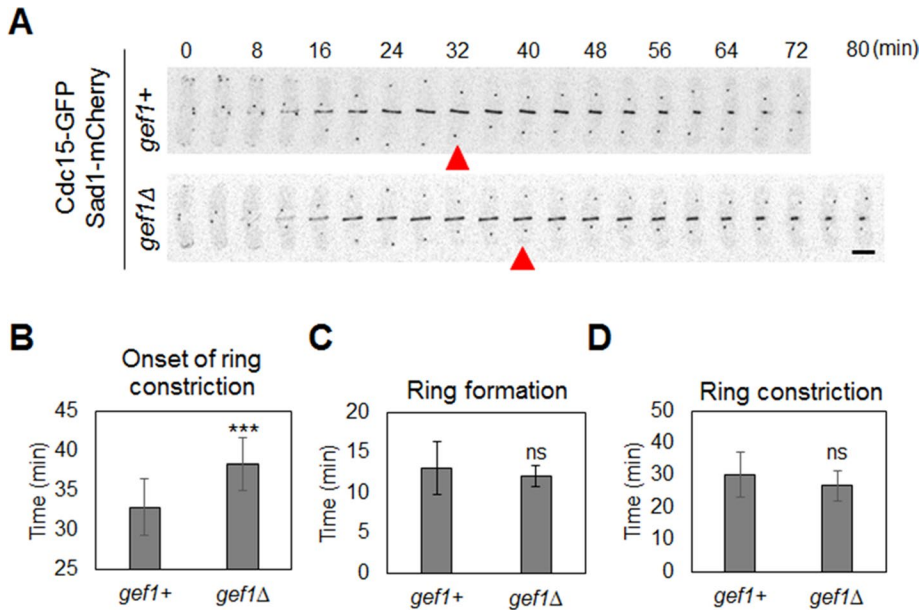 A
0 8 16 24 32 40 48 56 64 72 80 (min)
Cdc15-GFP
Sad1-mCherry
gef1+
gef1Δ
B
Onset of ring
constriction
Time (min)
45
40
35
30
25
***
gef1+ gef1Δ
C
Ring formation
Time (min)
20
15
10
5
0
ns
gef1+ gef1Δ
D
Ring constriction
Time (min)
50
40
30
20
10
0
ns
gef1+ gef1Δ